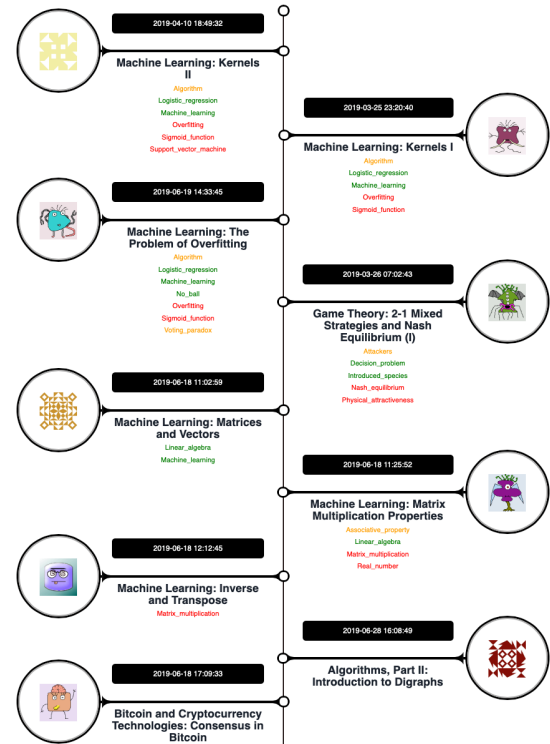 2019-04-10 18:49:32
Machine Learning: Kernels
II
Algorithm
Logistic_regression
Machine_learning
Overfitting
Sigmoid_function
Support_vector_machine
2019-03-25 23:20:40
Machine Learning: Kernels I
Algorithm
Logistic_regression
Machine_learning
Overfitting
Sigmoid_function
2019-06-19 14:33:45
Machine Learning: The
Problem of Overfitting
Algorithm
Logistic_regression
Machine_learning
No_ball
Overfitting
Sigmoid_function
Voting_paradox
2019-03-26 07:02:43
Game Theory: 2-1 Mixed
Strategies and Nash
Equilibrium (I)
Attackers
Decision_problem
Introduced_species
Nash_equilibrium
Physical_attractiveness
2019-06-18 11:02:59
Machine Learning: Matrices
and Vectors
Linear_algebra
Machine_learning
2019-06-18 11:25:52
Machine Learning: Matrix
Multiplication Properties
Associative_property
Linear_algebra
Matrix_multiplication
Real_number
2019-06-18 12:12:45
Machine Learning: Inverse
and Transpose
Matrix_multiplication
2019-06-28 16:08:49
Algorithms, Part II:
Introduction to Digraphs
2019-06-18 17:09:33
Bitcoin and Cryptocurrency
Technologies: Consensus in
Bitcoin